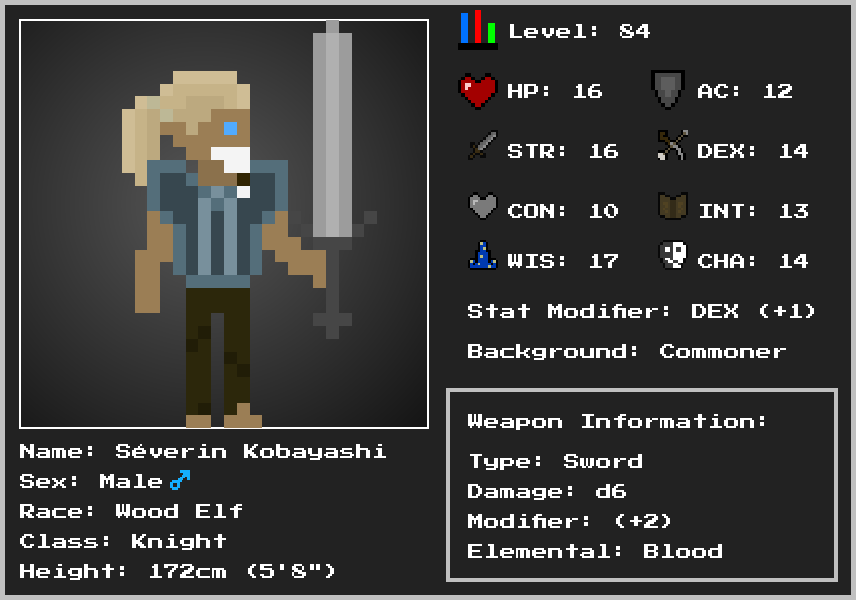 Level: 84
HP: 16
AC: 12
STR: 16
DEX: 14
CON: 10
INT: 13
WIS: 17
CHA: 14
Stat Modifier: DEX (+1)
Background: Commoner
Name: Séverin Kobayashi
Sex: Male♂
Race: Wood Elf
Class: Knight
Height: 172cm (5'8")
Weapon Information:
Type: Sword
Damage: d6
Modifier: (+2)
Elemental: Blood